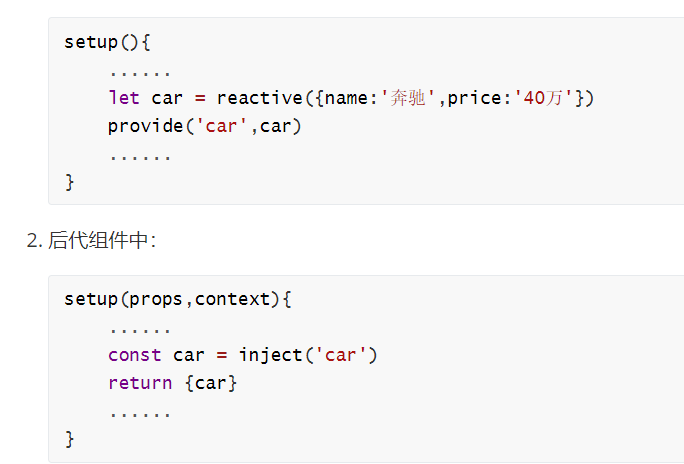 setup(){
    ......
    let car = reactive({name:'奔驰',price:'40万'})
    provide('car',car)
    ......
}
2. 后代组件中：
setup(props,context){
    ......
    const car = inject('car')
    return {car}
    ......
}